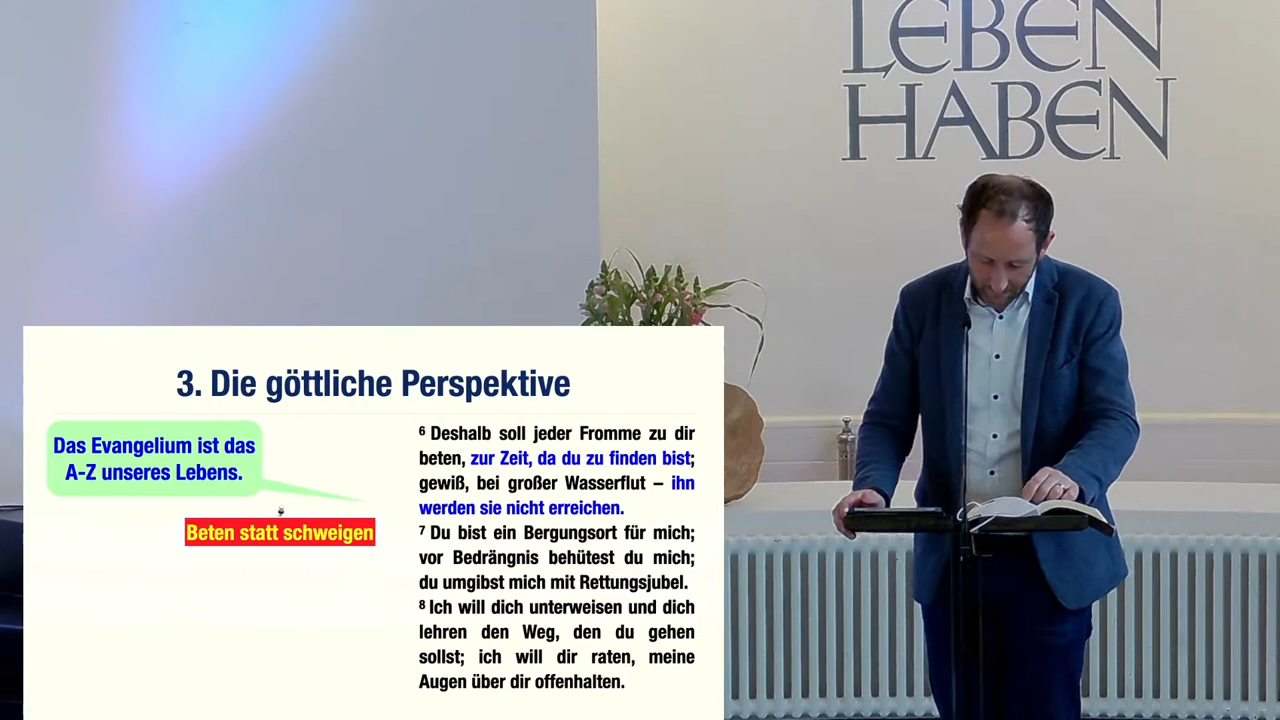 LEBEN
HABEN
3. Die göttliche Perspektive
Das Evangelium ist das
A-Z unseres Lebens.
Beten statt schweigen
⁶ Deshalb soll jeder Fromme zu dir
beten, zur Zeit, da du zu finden bist;
gewiß, bei großer Wasserflut – ihn
werden sie nicht erreichen.
⁷ Du bist ein Bergungsort für mich;
vor Bedrängnis behütest du mich;
du umgibst mich mit Rettungsjubel.
⁸ Ich will dich unterweisen und dich
lehren den Weg, den du gehen
sollst; ich will dir raten, meine
Augen über dir offenhalten.